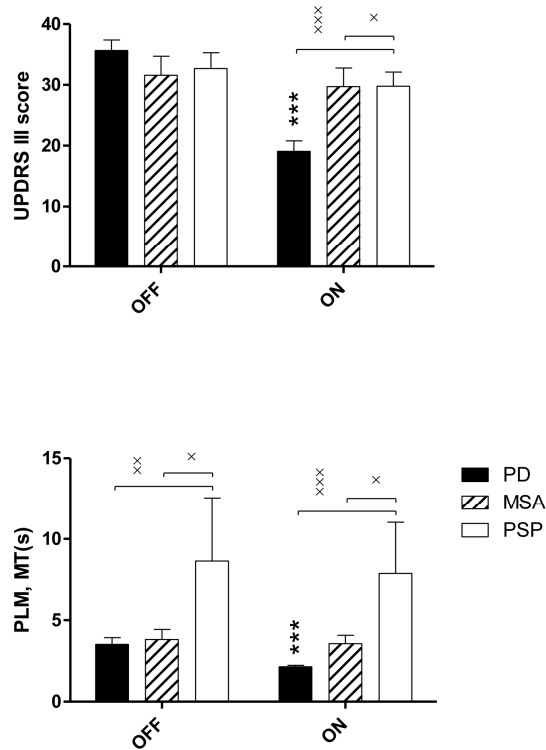 UPDRS III score
40
30
20
10
0
×
×
×
×
***
OFF
ON
PLM, MT(s)
15
10
5
0
×
×
×
×
×
×
×
***
OFF
ON
PD
MSA
PSP